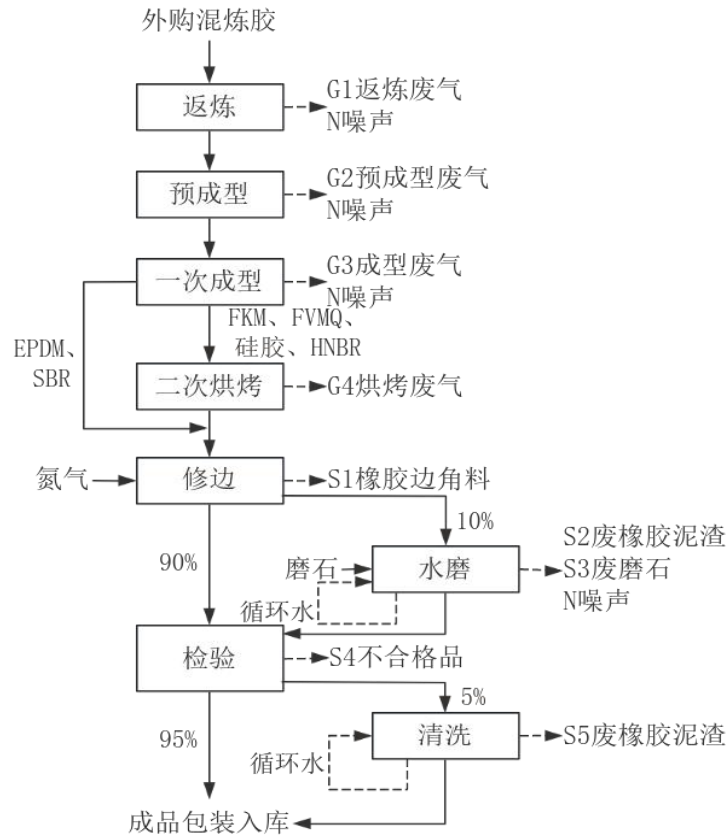 外购混炼胶
返炼
G1返炼废气
N噪声
预成型
G2预成型废气
N噪声
一次成型
G3成型废气
N噪声
FKM、FVMQ、
硅胶、HNBR
EPDM、
SBR
二次烘烤
G4烘烤废气
氮气
修边
S1橡胶边角料
10%
90%
磨石
水磨
S2废橡胶泥渣
S3废磨石
N噪声
循环水
检验
S4不合格品
5%
95%
清洗
S5废橡胶泥渣
循环水
成品包装入库